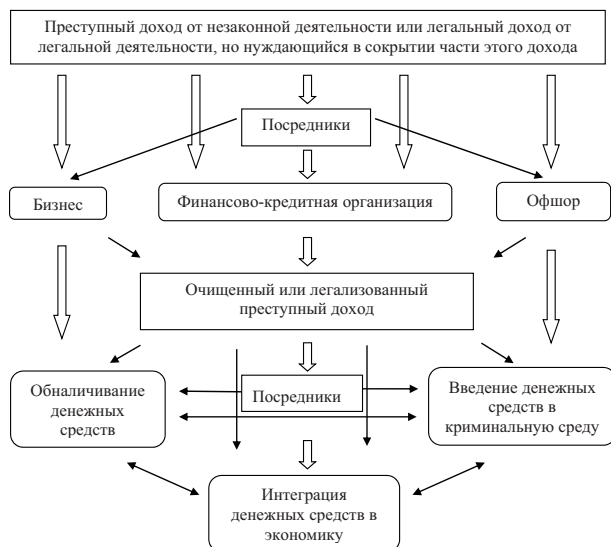 Преступный доход от незаконной деятельности или легальный доход от
легальной деятельности, но нуждающийся в сокрытии части этого дохода
Посредники
Бизнес
Финансово-кредитная организация
Офшор
Очищенный или легализованный
преступный доход
Обналичивание
денежных
средств
Посредники
Введение денежных
средств в
криминальную среду
Интеграция
денежных средств в
экономику